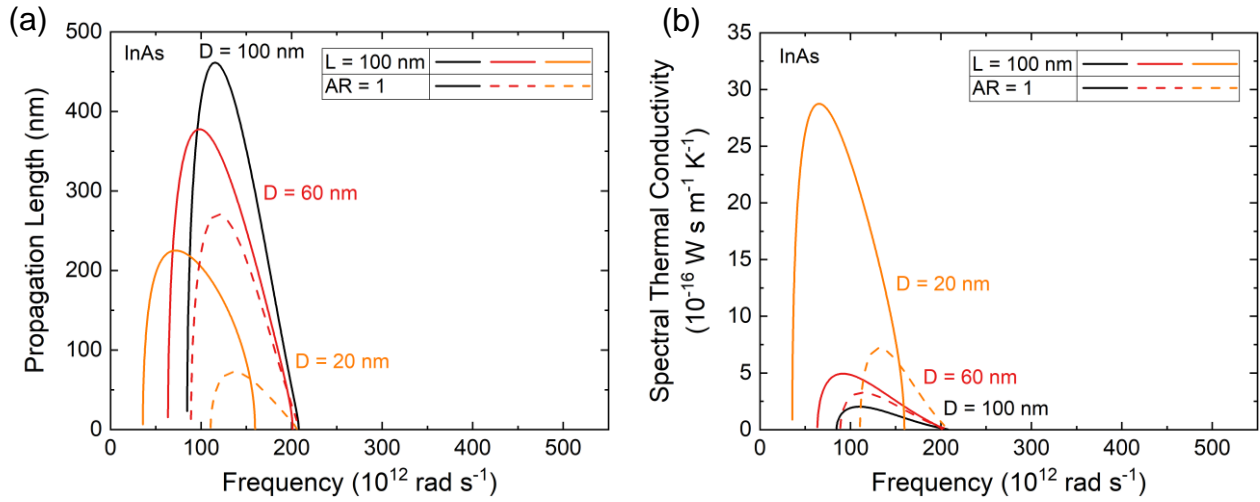 (a)
InAs
D = 100 nm
L = 100 nm
AR = 1
D = 60 nm
D = 20 nm
500
400
300
200
100
0
0 100 200 300 400 500
Propagation Length (nm)
Frequency (10¹² rad s⁻¹)
(b)
InAs
L = 100 nm
AR = 1
D = 20 nm
D = 60 nm
D = 100 nm
35
30
25
20
15
10
5
0
0 100 200 300 400 500
Spectral Thermal Conductivity
(10⁻¹⁶ W s m⁻¹ K⁻¹)
Frequency (10¹² rad s⁻¹)